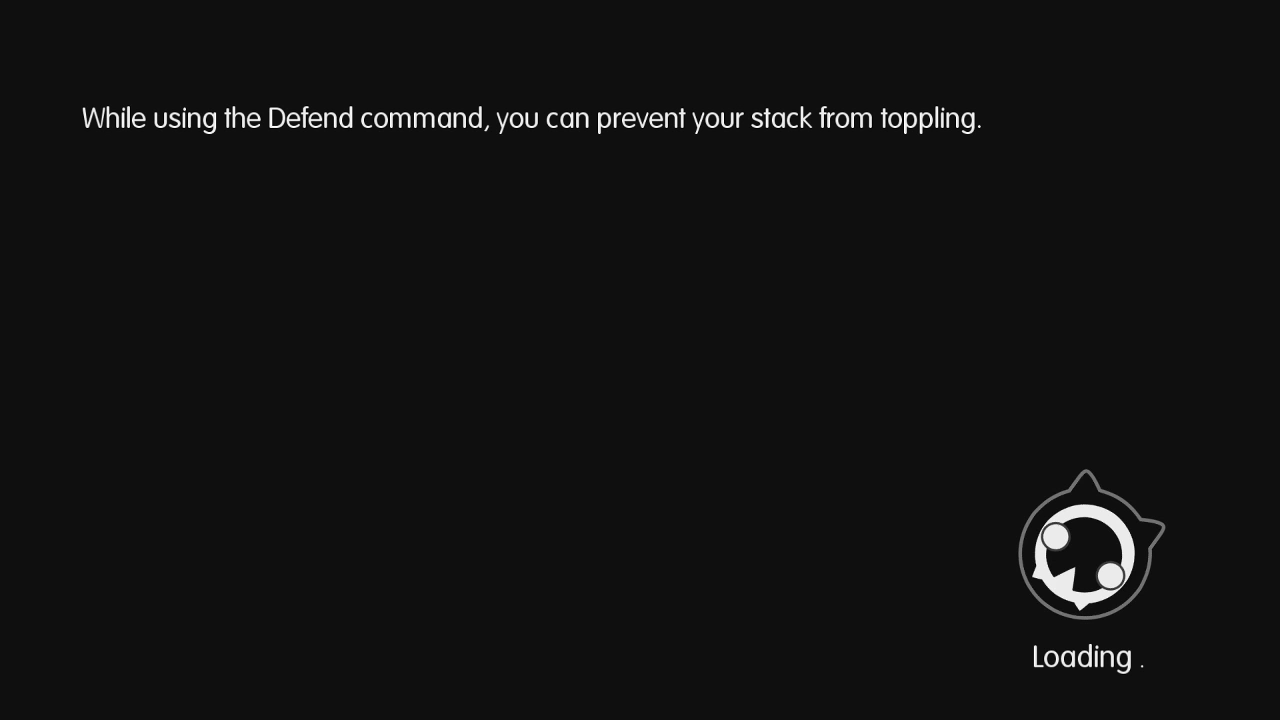 While using the Defend command, you can prevent your stack from toppling.
Loading .